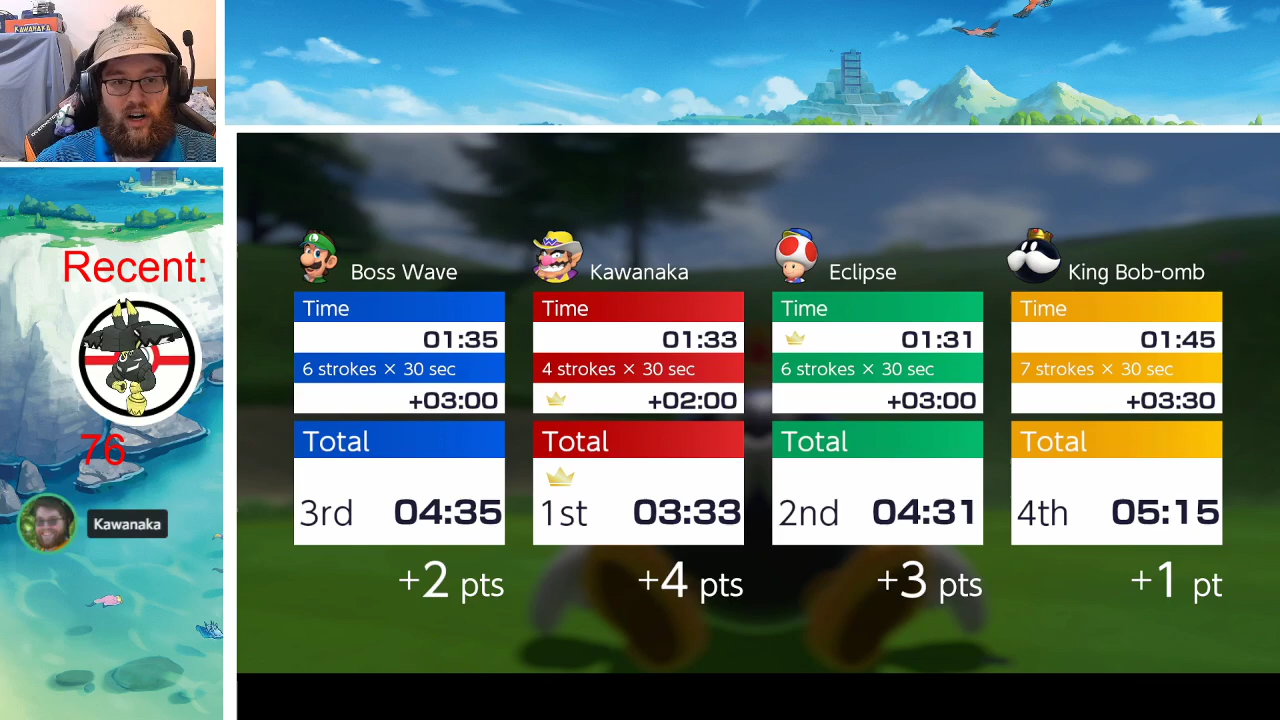 KAWANAKA
Recent:
76
Kawanaka
Boss Wave
Time
01:35
6 strokes × 30 sec
+03:00
Total
3rd 04:35
+2 pts
Kawanaka
Time
01:33
4 strokes × 30 sec
+02:00
Total
1st 03:33
+4 pts
Eclipse
Time
01:31
6 strokes × 30 sec
+03:00
Total
2nd 04:31
+3 pts
King Bob-omb
Time
01:45
7 strokes × 30 sec
+03:30
Total
4th 05:15
+1 pt